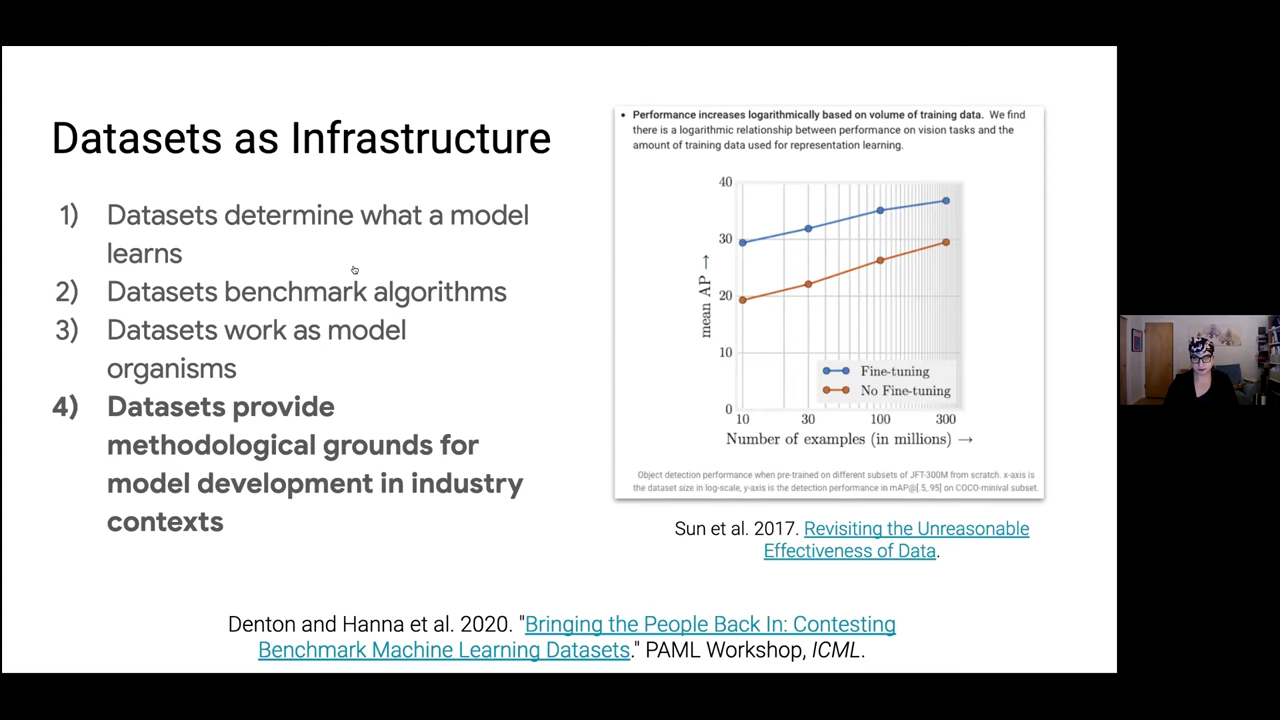 Datasets as Infrastructure
1) Datasets determine what a model
learns
2) Datasets benchmark algorithms
3) Datasets work as model
organisms
4) Datasets provide
methodological grounds for
model development in industry
contexts
• Performance increases logarithmically based on volume of training data. We find
there is a logarithmic relationship between performance on vision tasks and the
amount of training data used for representation learning.
40
30
20
10
0
mean AP →
Fine-tuning
No Fine-tuning
10 30 100 300
Number of examples (in millions) →
Object detection performance when pre-trained on different subsets of JFT-300M from scratch. x-axis is
the dataset size in log-scale, y-axis is the detection performance in mAP@[.5,.95] on COCO-minival subset.
Sun et al. 2017. Revisiting the Unreasonable
Effectiveness of Data.
Denton and Hanna et al. 2020. "Bringing the People Back In: Contesting
Benchmark Machine Learning Datasets." PAML Workshop, ICML.